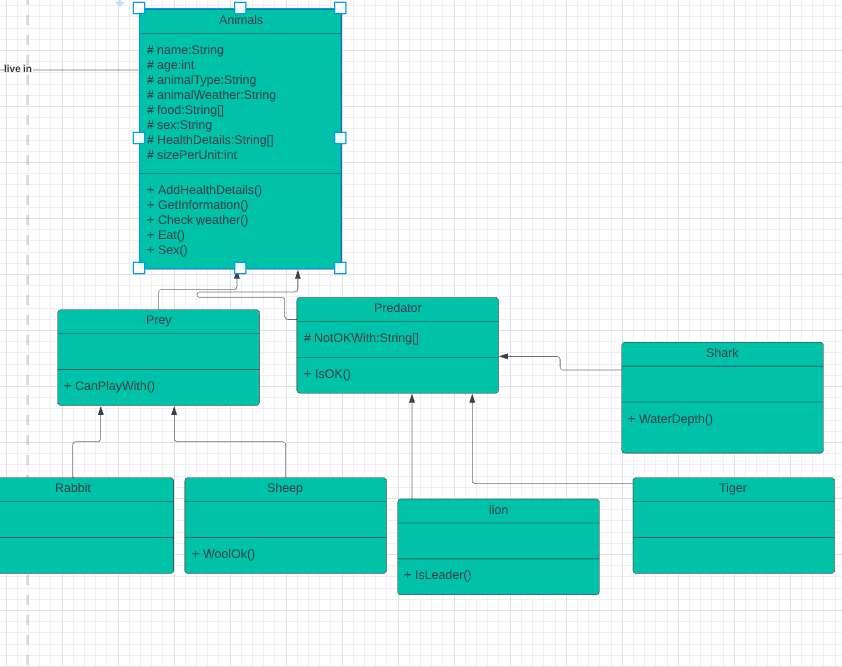 Animals
# name:String
# age:int
# animalType:String
# animalWeather:String
# food:String[]
# sex:String
# HealthDetails:String[]
# sizePerUnit:int
+ AddHealthDetails()
+ GetInformation()
+ Check weather()
+ Eat()
+ Sex()
live in
Prey
+ CanPlayWith()
Predator
# NotOKWith:String[]
+ IsOK()
Shark
+ WaterDepth()
Rabbit
Sheep
+ WoolOk()
lion
+ IsLeader()
Tiger